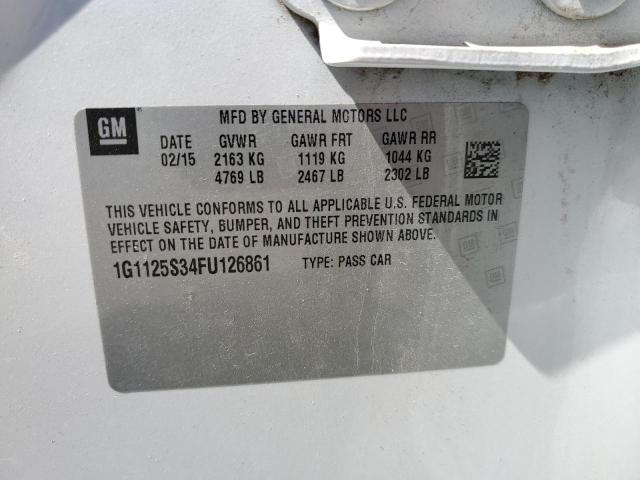 GM
MFD BY GENERAL MOTORS LLC
DATE GVWR GAWR FRT GAWR RR
02/15 2163 KG 1119 KG 1044 KG
4769 LB 2467 LB 2302 LB
THIS VEHICLE CONFORMS TO ALL APPLICABLE U.S. FEDERAL MOTOR
VEHICLE SAFETY, BUMPER, AND THEFT PREVENTION STANDARDS IN
EFFECT ON THE DATE OF MANUFACTURE SHOWN ABOVE.
1G1125S34FU126861 TYPE: PASS CAR